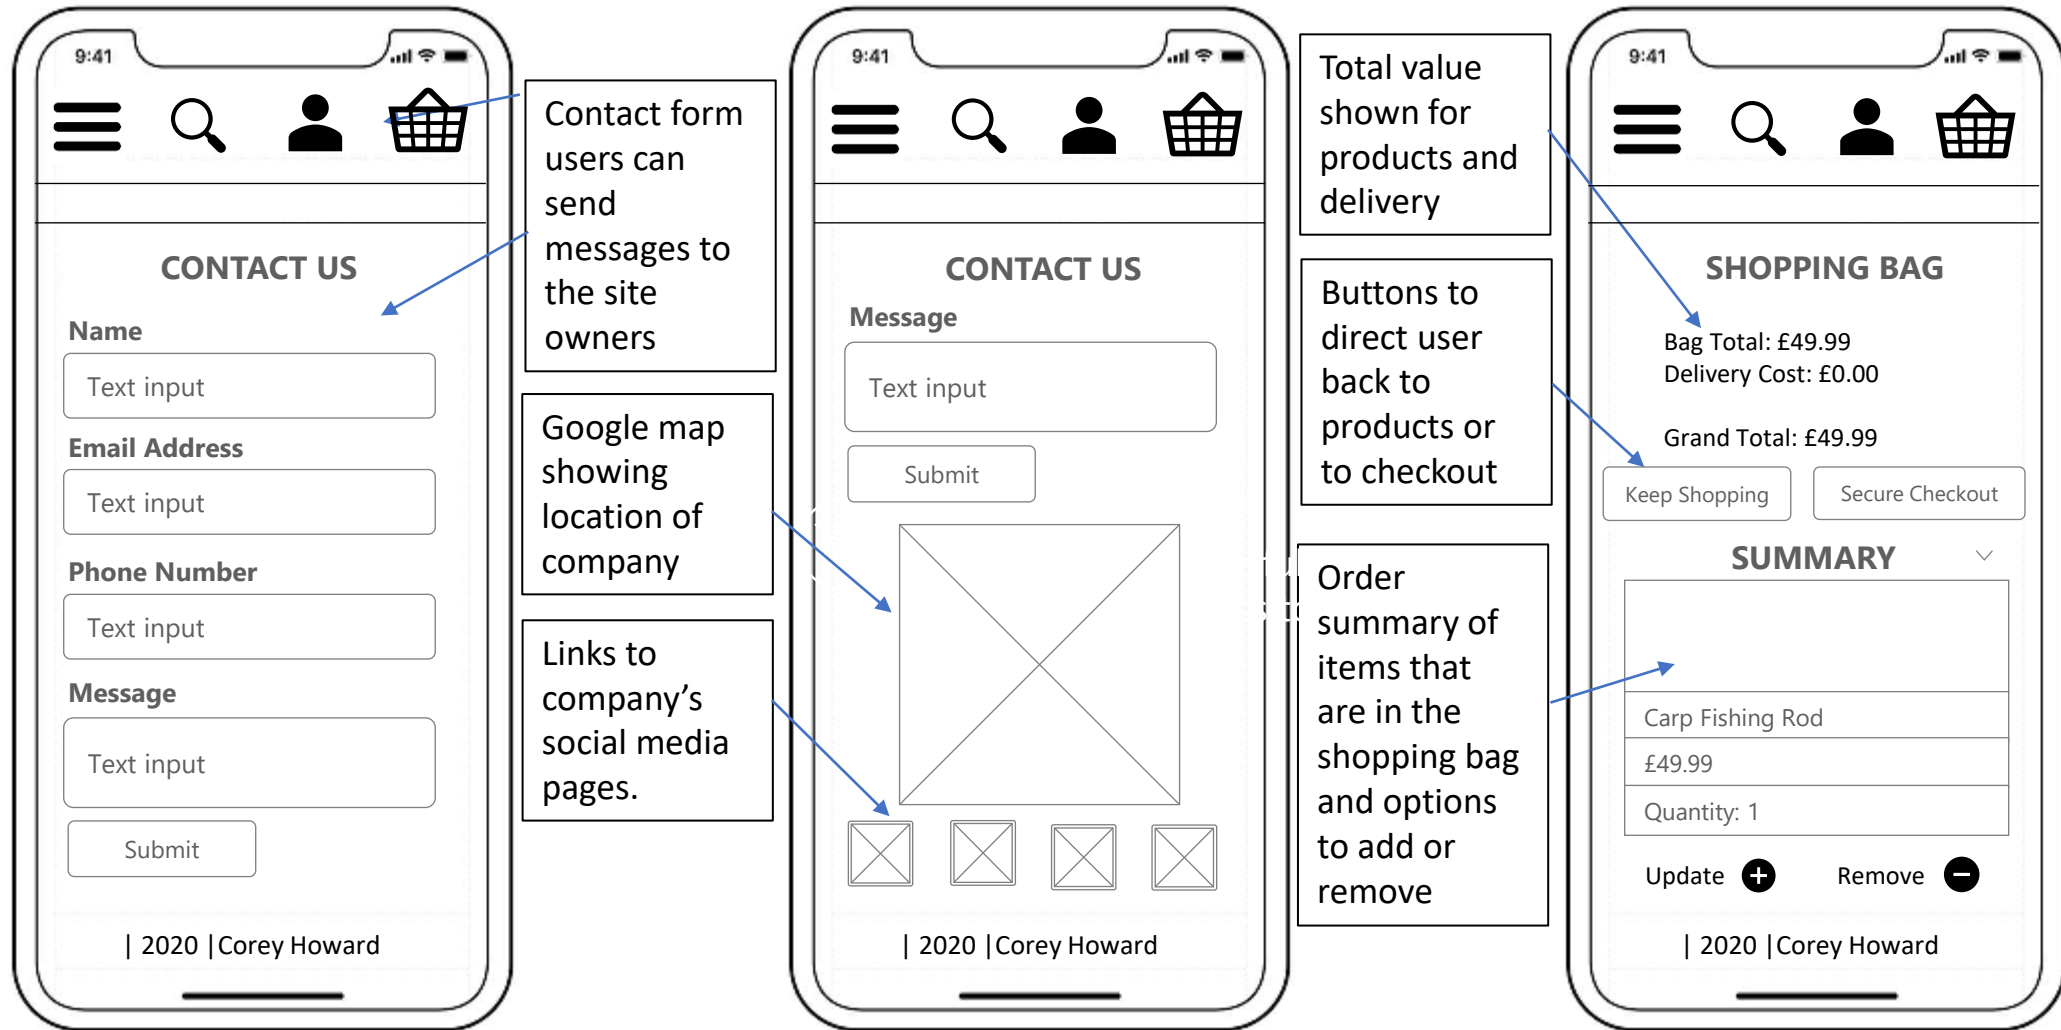 9:41
CONTACT US
Name
Text input
Email Address
Text input
Phone Number
Text input
Message
Text input
Submit
| 2020 |Corey Howard
Contact form
users can
send
messages to
the site
owners
Google map
showing
location of
company
Links to
company’s
social media
pages.
9:41
CONTACT US
Message
Text input
Submit
| 2020 |Corey Howard
Total value
shown for
products and
delivery
Buttons to
direct user
back to
products or
to checkout
Order
summary of
items that
are in the
shopping bag
and options
to add or
remove
9:41
SHOPPING BAG
Bag Total: £49.99
Delivery Cost: £0.00
Grand Total: £49.99
Keep Shopping
Secure Checkout
SUMMARY
Carp Fishing Rod
£49.99
Quantity: 1
Update
Remove
| 2020 |Corey Howard